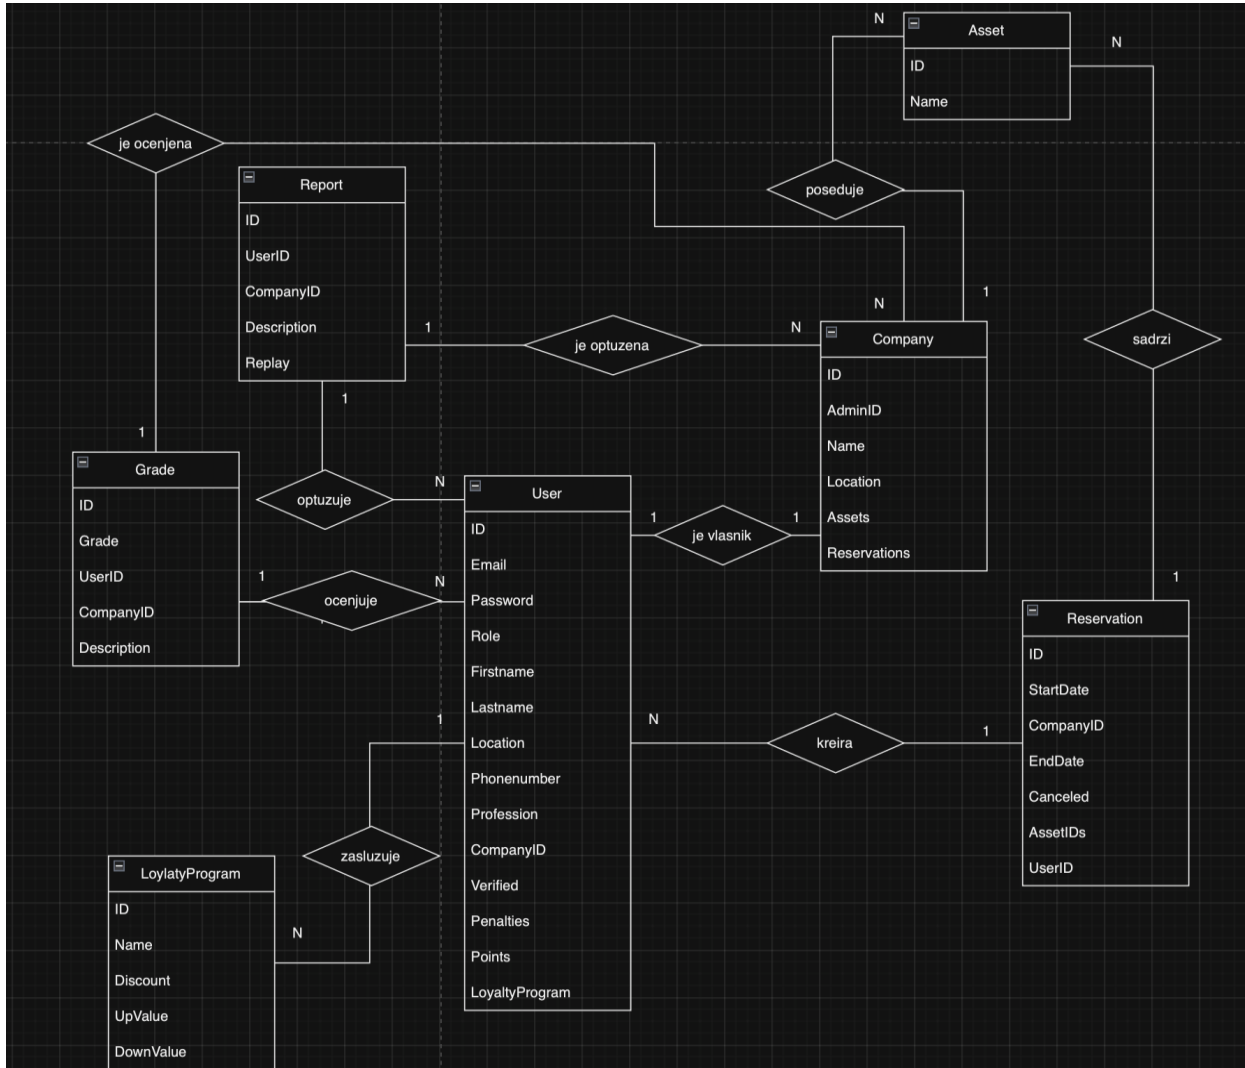 N
Asset
ID
Name
N
je ocenjena
poseduje
Report
ID
UserID
CompanyID
Description
Replay
1
je optuzena
N
N
1
Company
ID
AdminID
Name
Location
Assets
Reservations
sadrzi
1
1
1
Grade
ID
Grade
UserID
CompanyID
Description
optuzuje
N
1
ocenjuje
N
User
ID
Email
Password
Role
Firstname
Lastname
Location
Phonenumber
Profession
CompanyID
Verified
Penalties
Points
LoyaltyProgram
1
je vlasnik
1
Reservation
ID
StartDate
CompanyID
EndDate
Canceled
AssetIDs
UserID
N
kreira
1
1
zasluzuje
N
LoylatyProgram
ID
Name
Discount
UpValue
DownValue